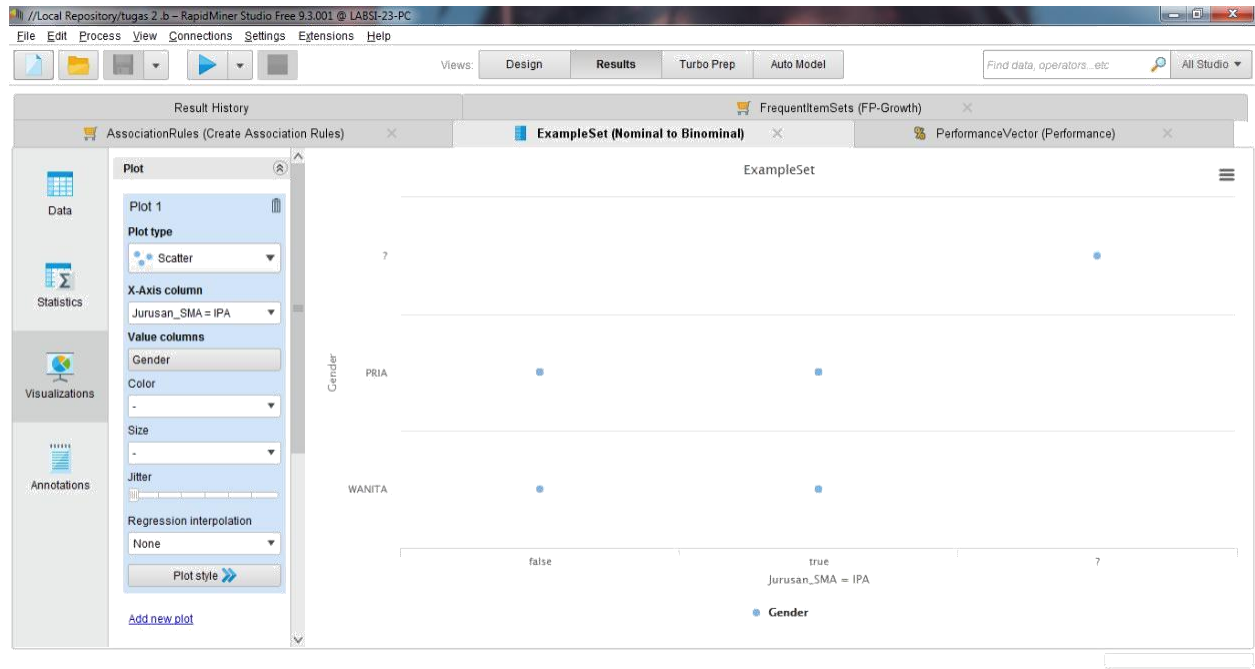 //Local Repository/tugas 2 .b – RapidMiner Studio Free 9.3.001 @ LABSI-23-PC
File Edit Process View Connections Settings Extensions Help
Views: Design Results Turbo Prep Auto Model Find data, operators...etc All Studio
Result History FrequentItemSets (FP-Growth)
AssociationRules (Create Association Rules) ExampleSet (Nominal to Binominal) PerformanceVector (Performance)
Data
Statistics
Visualizations
Annotations
Plot
Plot 1
Plot type
Scatter
X-Axis column
Jurusan_SMA = IPA
Value columns
Gender
Color
-
Size
-
Jitter
Regression interpolation
None
Plot style
Add new plot
ExampleSet
Gender
?
PRIA
WANITA
false true ?
Jurusan_SMA = IPA
Gender